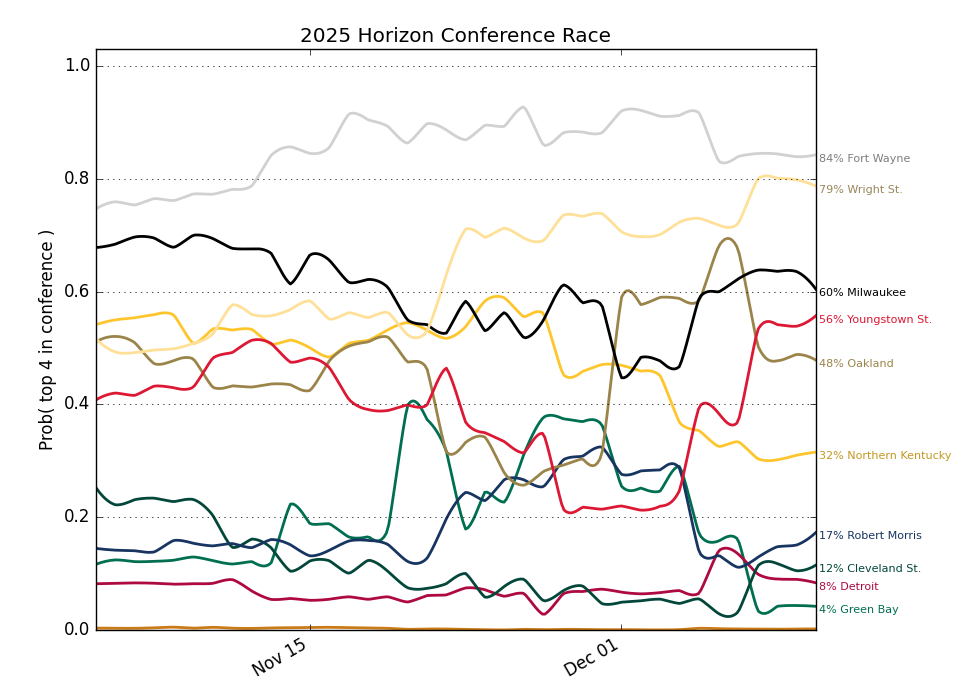 2025 Horizon Conference Race
Prob( top 4 in conference )
1.0
0.8
0.6
0.4
0.2
0.0
Nov 15
Dec 01
84% Fort Wayne
79% Wright St.
60% Milwaukee
56% Youngstown St.
48% Oakland
32% Northern Kentucky
17% Robert Morris
12% Cleveland St.
8% Detroit
4% Green Bay